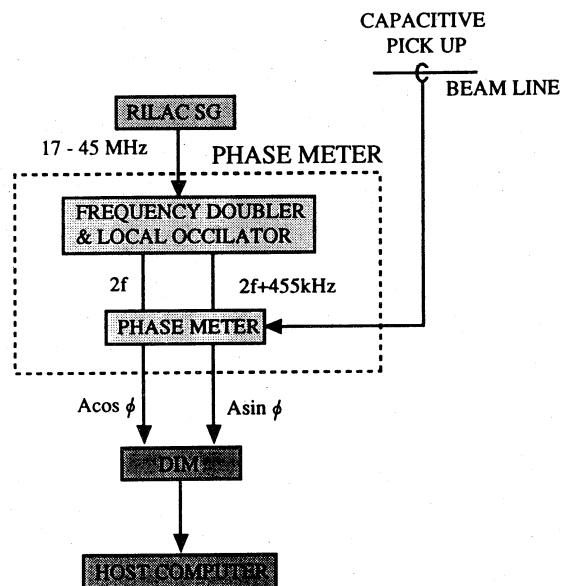 CAPACITIVE
PICK UP
BEAM LINE
RILAC SG
17 - 45 MHz
PHASE METER
FREQUENCY DOUBLER
& LOCAL OCCILATOR
2f
2f+455kHz
PHASE METER
Acos ϕ
Asin ϕ
DIM
HOST COMPUTER